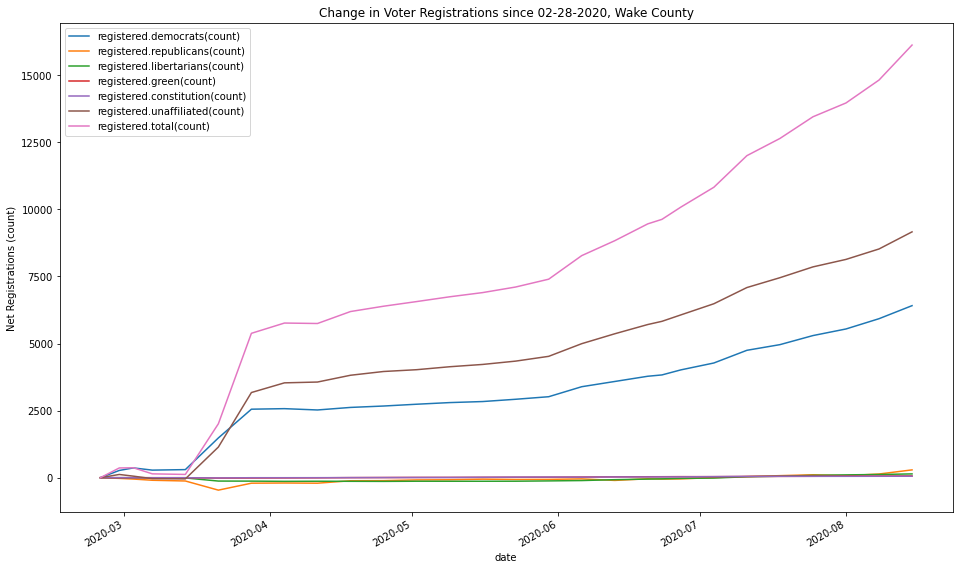 Change in Voter Registrations since 02-28-2020, Wake County
registered.democrats(count)
registered.republicans(count)
registered.libertarians(count)
registered.green(count)
registered.constitution(count)
registered.unaffiliated(count)
registered.total(count)
Net Registrations (count)
15000
12500
10000
7500
5000
2500
0
2020-03
2020-04
2020-05
2020-06
2020-07
2020-08
date